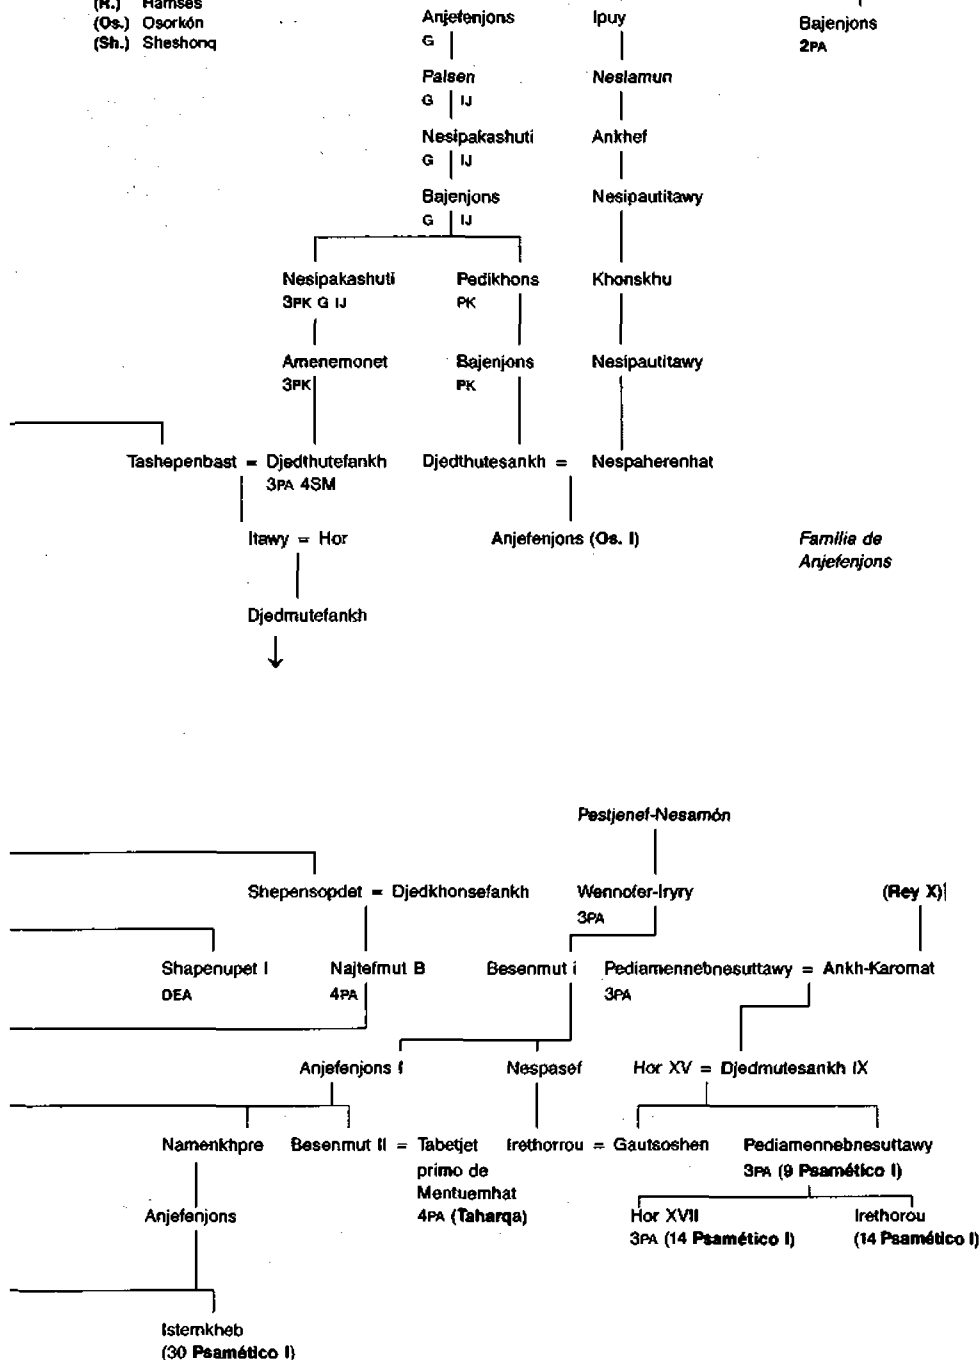 (R.) Ramses
(Os.) Osorkón
(Sh.) Sheshonq
Anjefenjons
G
Palsen
G IJ
Nesipakashuti
G IJ
Bajenjons
G IJ
Nesipakashuti
3PK G IJ
Pedikhons
PK
Amenemonet
3PK
Bajenjons
PK
Ipuy
Neslamun
Ankhef
Nesipautitawy
Khonskhu
Nesipautitawy
Bajenjons
2PA
Tashepenbast = Djedthutefankh
3PA 4SM
Djedthutesankh = Nespaherenhat
Itawy = Hor
Anjefenjons (Os. I)
Familia de
Anjefenjons
Djedmutefankh
Pestjenef-Nesamón
Shepensopdet = Djedkhonsefankh
Wennofer-Iryry
3PA
(Rey X)
Shapenupet I
DEA
Najtefmut B
4PA
Besenmut i
Pediamennebnesuttawy = Ankh-Karomat
3PA
Anjefenjons I
Nespasef
Hor XV = Djedmutesankh IX
Namenkhpre
Besenmut II = Tabetjet
primo de
Mentuemhat
4PA (Taharqa)
Irethorrou = Gautsoshen
Pediamennebnesuttawy
3PA (9 Psamético I)
Anjefenjons
Hor XVII
3PA (14 Psamético I)
Irethorou
(14 Psamético I)
Istemkheb
(30 Psamético I)